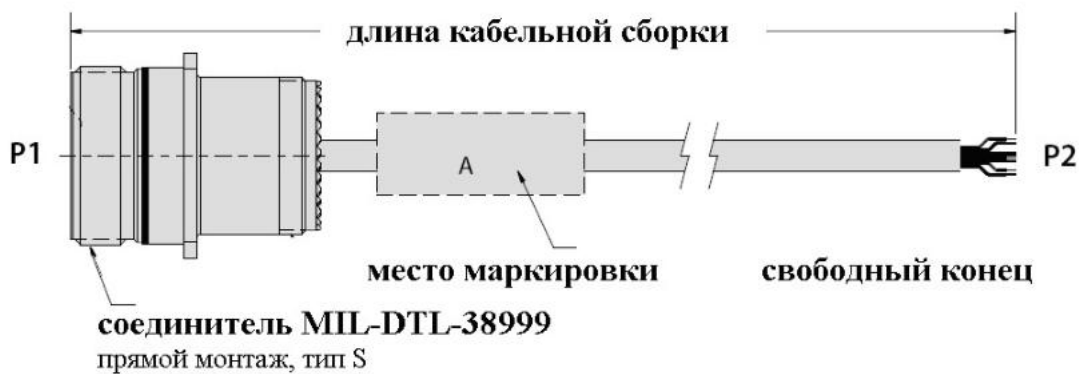 длина кабельной сборки
P1
A
P2
место маркировки
свободный конец
соединитель MIL-DTL-38999
прямой монтаж, тип S